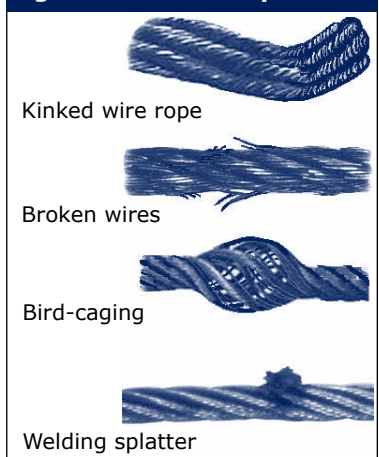 Kinked wire rope
Broken wires
Bird-caging
Welding splatter